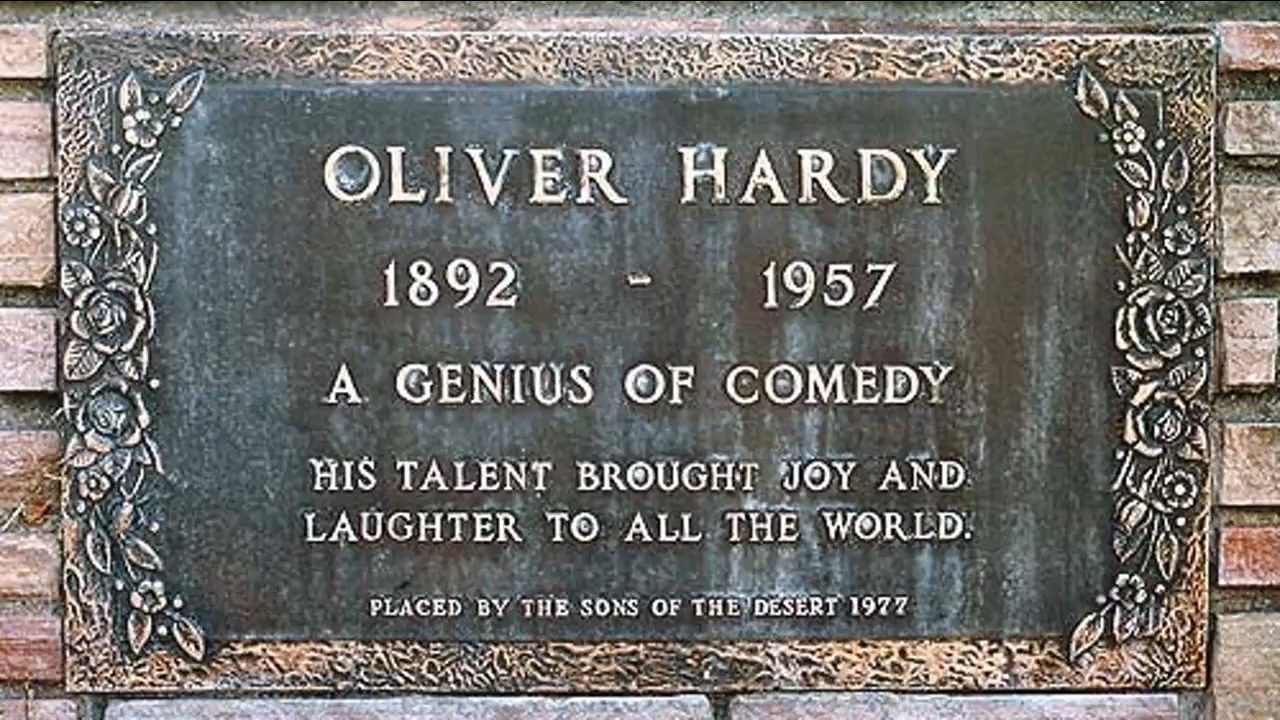 OLIVER HARDY
1892 - 1957
A GENIUS OF COMEDY
HIS TALENT BROUGHT JOY AND
LAUGHTER TO ALL THE WORLD.
PLACED BY THE SONS OF THE DESERT 1977